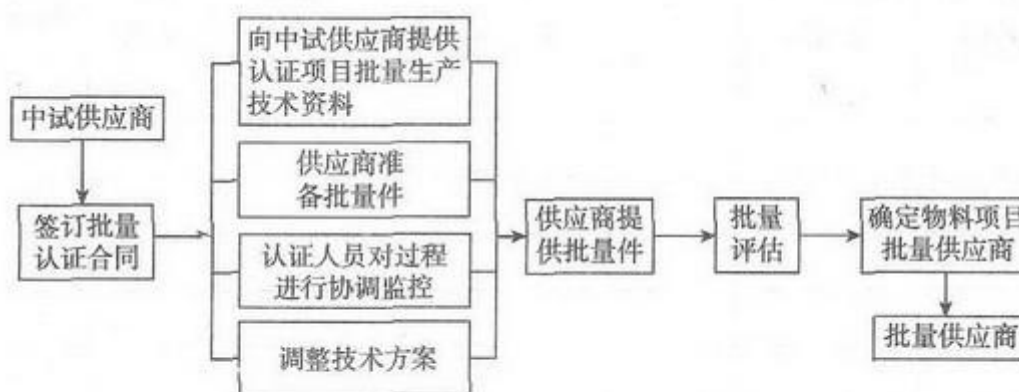 中试供应商
签订批量
认证合同
向中试供应商提供
认证项目批量生产
技术资料
供应商准
备批量件
认证人员对过程
进行协调监控
调整技术方案
供应商提
供批量件
批量
评估
确定物料项目
批量供应商
批量供应商